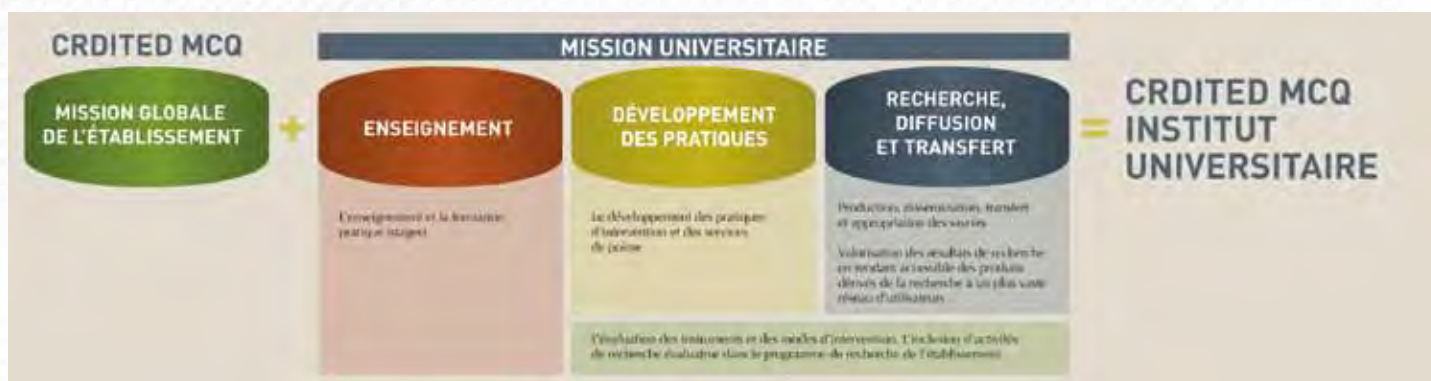 CRDITED MCQ
MISSION GLOBALE
DE L'ÉTABLISSEMENT
+
MISSION UNIVERSITAIRE
ENSEIGNEMENT
L'enseignement et la formation
pratique (stages)
DÉVELOPPEMENT
DES PRATIQUES
Le développement des pratiques
d'intervention et des services
de pointe
RECHERCHE,
DIFFUSION
ET TRANSFERT
Production, dissémination, transfert
et appropriation des savoirs
Valorisation des résultats de recherche
en rendant accessible des produits
dérivés de la recherche à un plus vaste
réseau d'utilisateurs
L'évaluation des instruments et des modes d'intervention. L'inclusion d'activités
de recherche évaluative dans le programme de recherche de l'établissement
=
CRDITED MCQ
INSTITUT
UNIVERSITAIRE